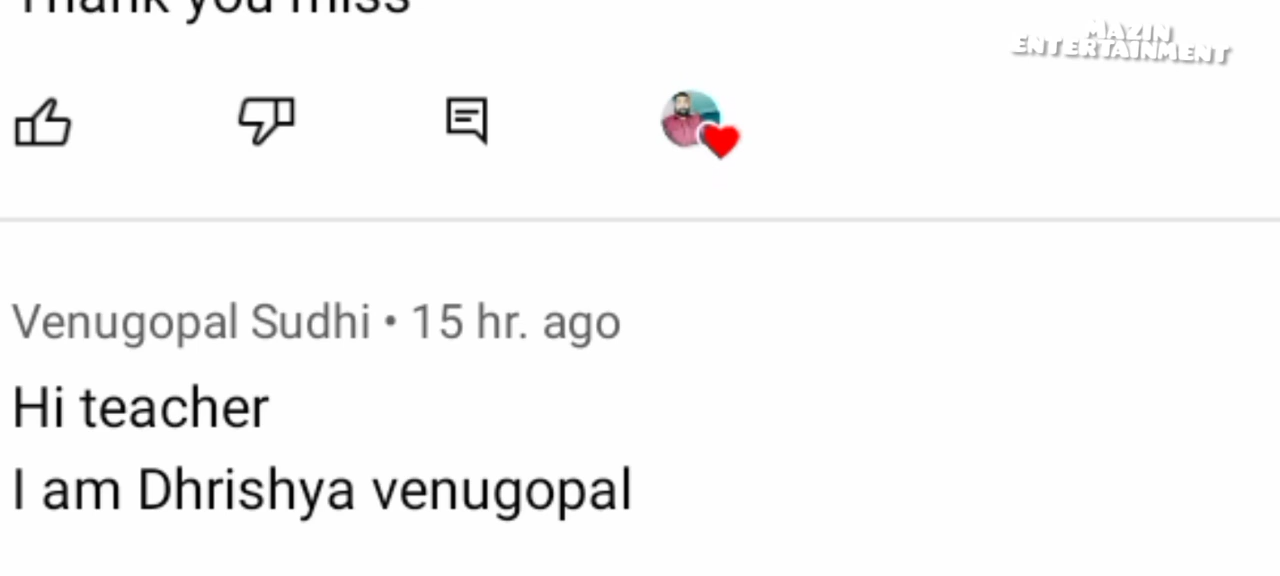 Thank you miss
MAZIN
ENTERTAINMENT
Venugopal Sudhi • 15 hr. ago
Hi teacher
I am Dhrishya venugopal